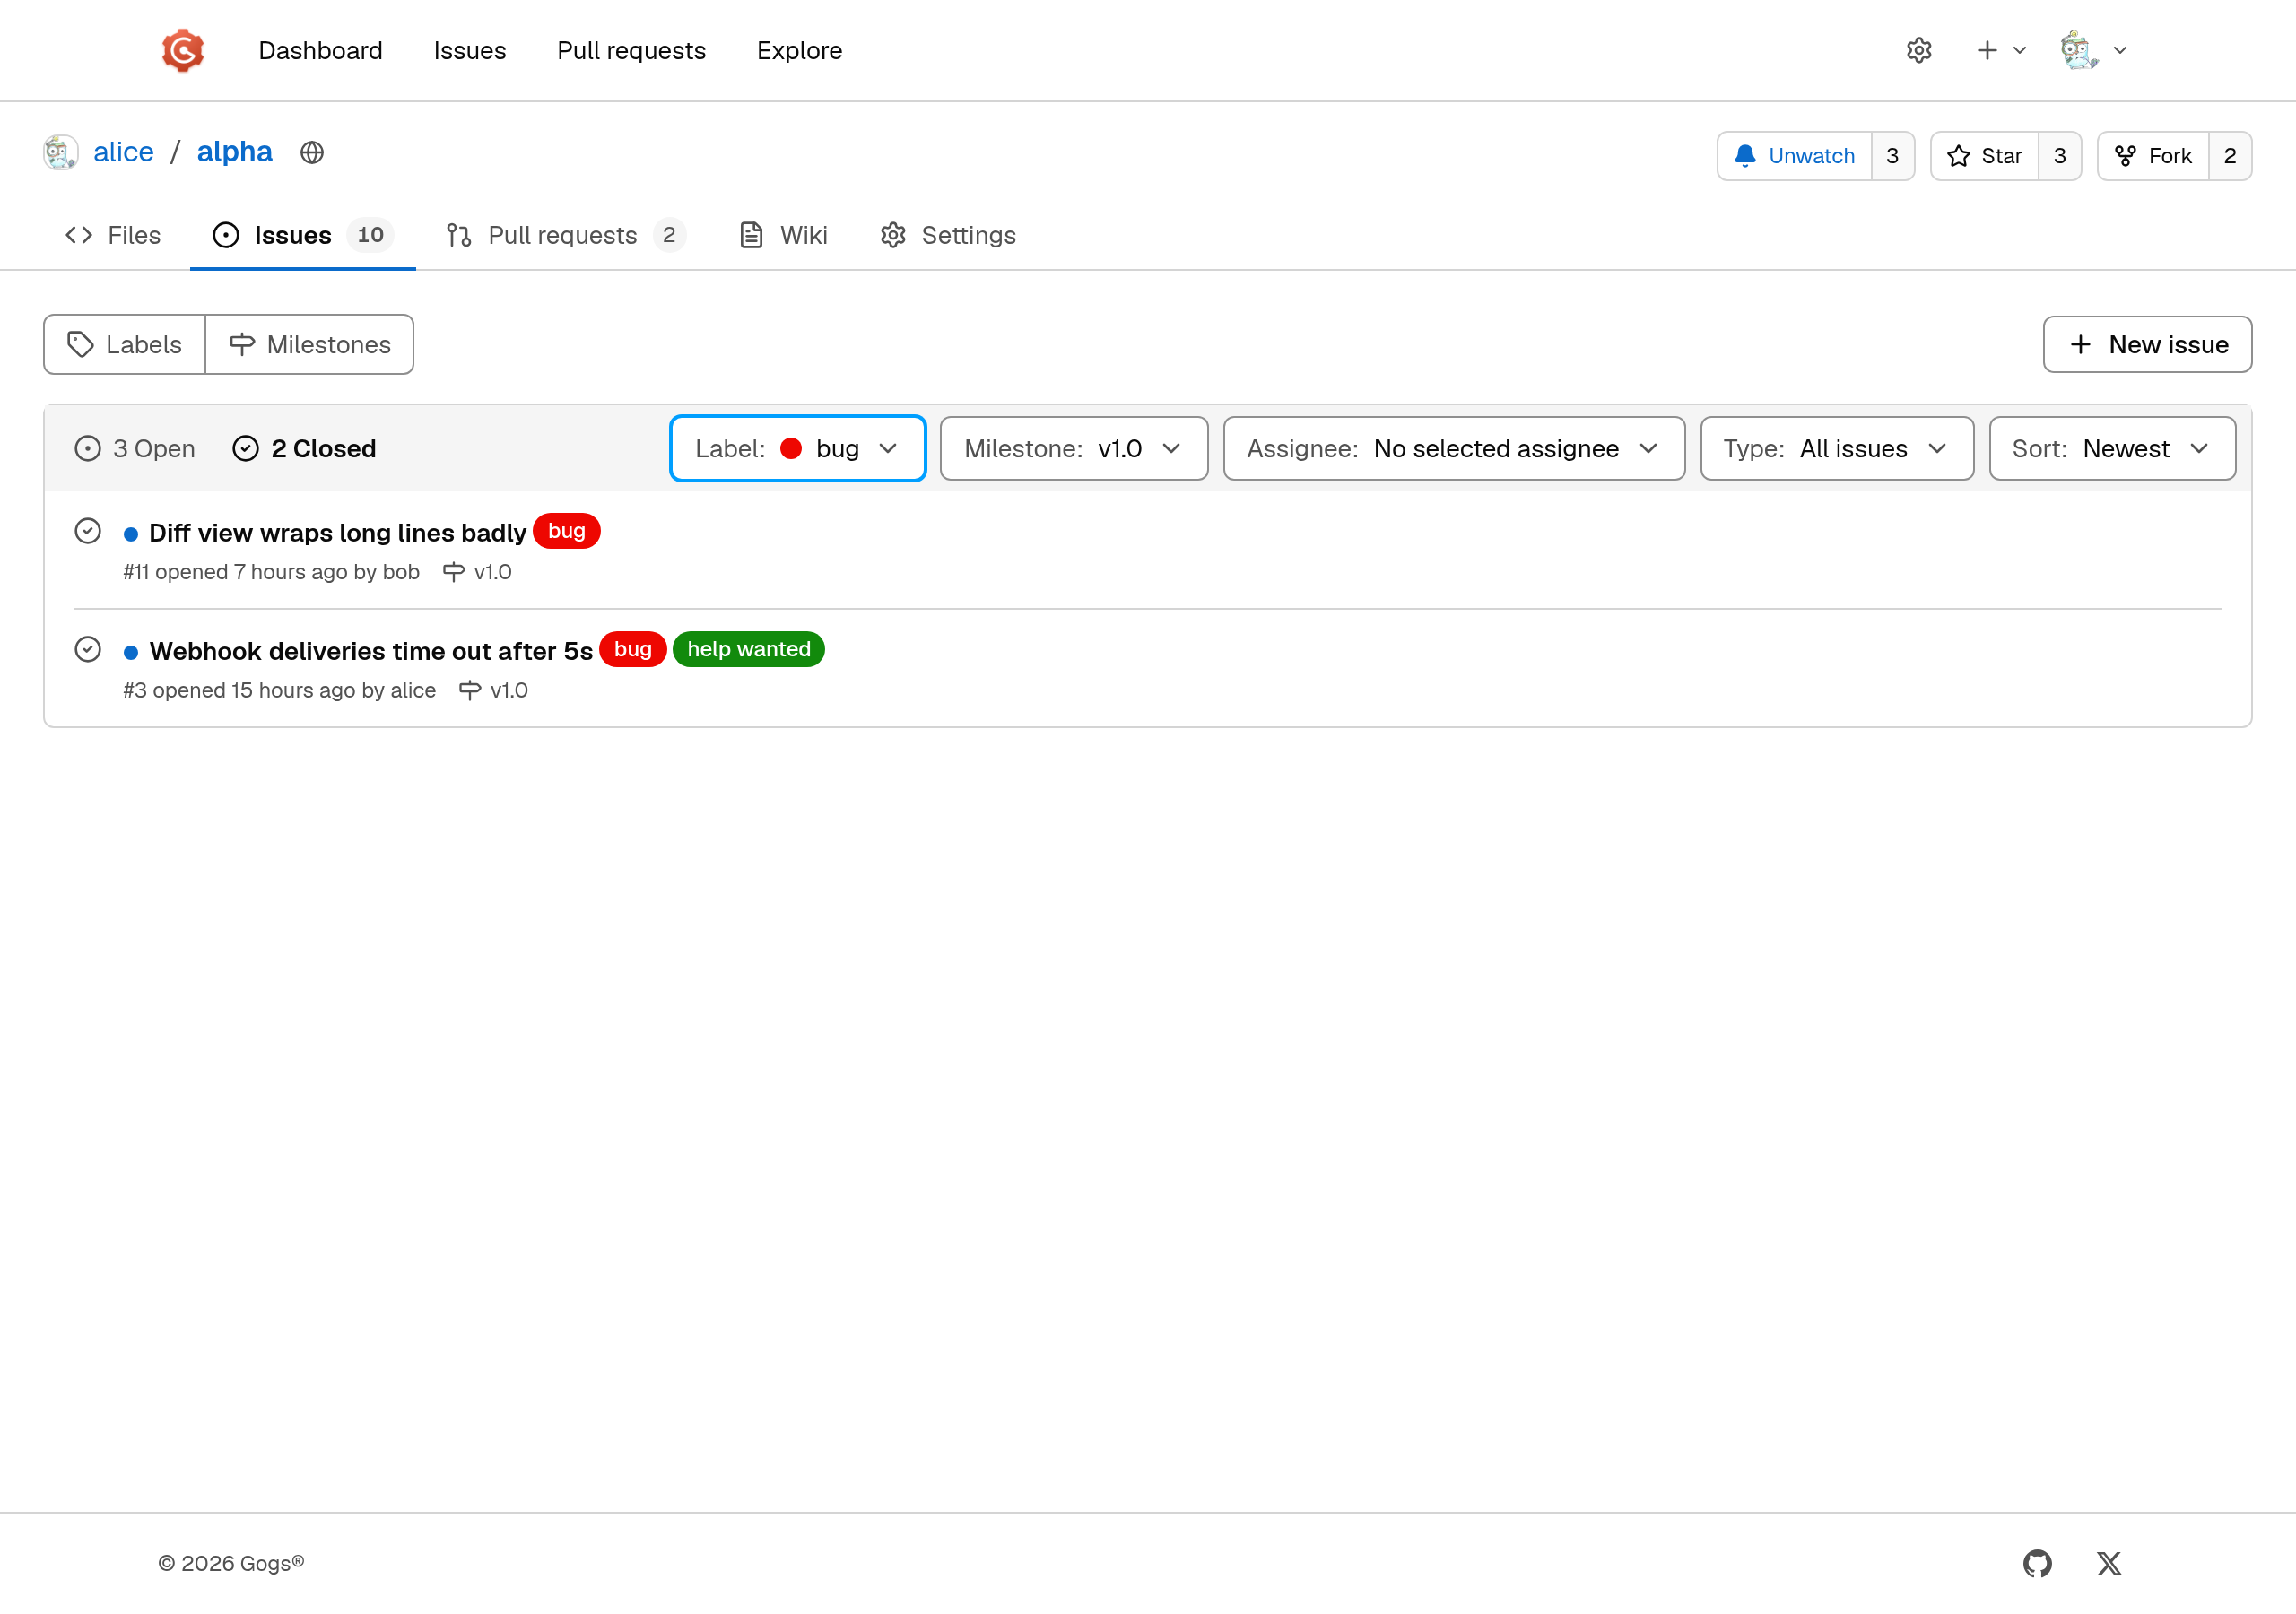 Dashboard Issues Pull requests Explore
alice / alpha
Unwatch 3 Star 3 Fork 2
Files Issues 10 Pull requests 2 Wiki Settings
Labels Milestones
New issue
3 Open 2 Closed Label: bug Milestone: v1.0 Assignee: No selected assignee Type: All issues Sort: Newest
Diff view wraps long lines badly bug
#11 opened 7 hours ago by bob v1.0
Webhook deliveries time out after 5s bug help wanted
#3 opened 15 hours ago by alice v1.0
© 2026 Gogs®